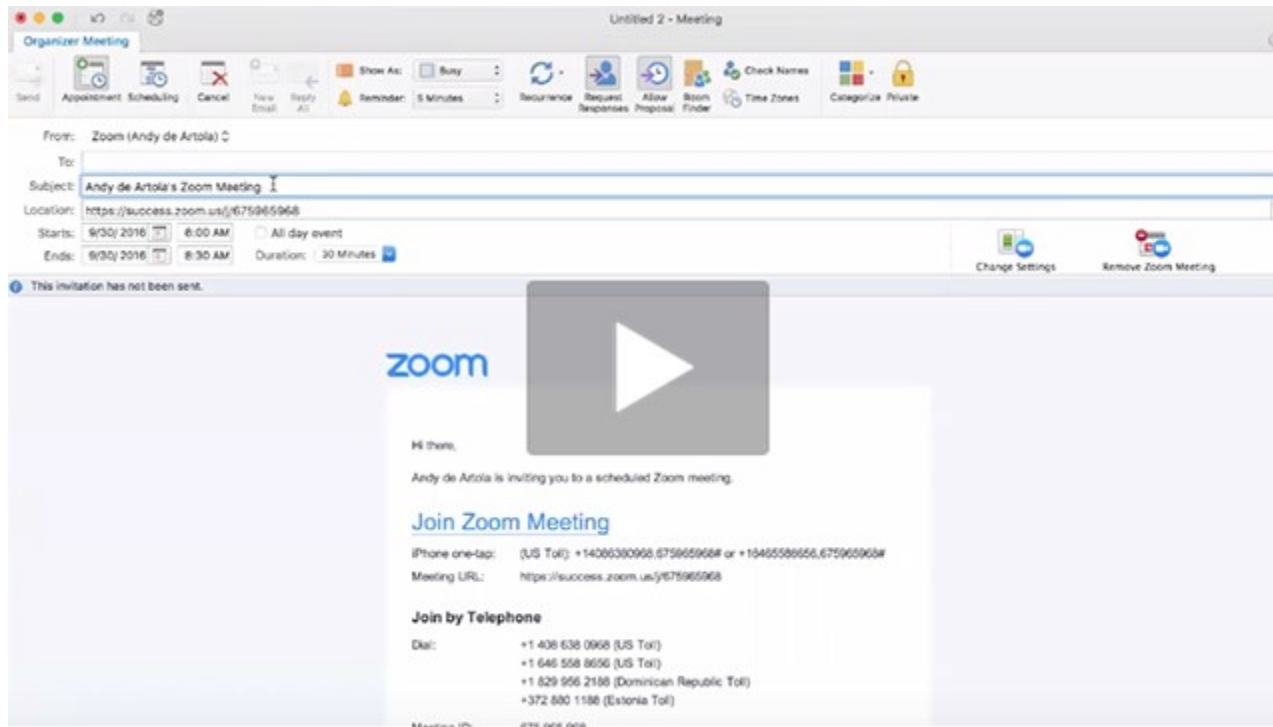 Untitled 2 - Meeting
Organizer Meeting
Send Appointment Scheduling Cancel New Email Reply All Show As: Busy Reminder: 5 Minutes Recurrence Request Responses Allow Proposal Room Finder Check Names Time Zones Categorize Private
From: Zoom (Andy de Artola)
To:
Subject: Andy de Artola's Zoom Meeting
Location: https://success.zoom.us/j/675965968
Starts: 9/30/2016 8:00 AM All day event
Ends: 9/30/2016 8:30 AM Duration: 30 Minutes
Change Settings Remove Zoom Meeting
This invitation has not been sent.
zoom
Hi there,
Andy de Artola is inviting you to a scheduled Zoom meeting.
Join Zoom Meeting
iPhone one-tap: (US Toll): +14086380968,675965968# or +16465588656,675965968#
Meeting URL: https://success.zoom.us/j/675965968
Join by Telephone
Dial: +1 408 638 0968 (US Toll)
+1 646 558 8656 (US Toll)
+1 829 956 2188 (Dominican Republic Toll)
+372 880 1188 (Estonia Toll)
Meeting ID: 675 965 968